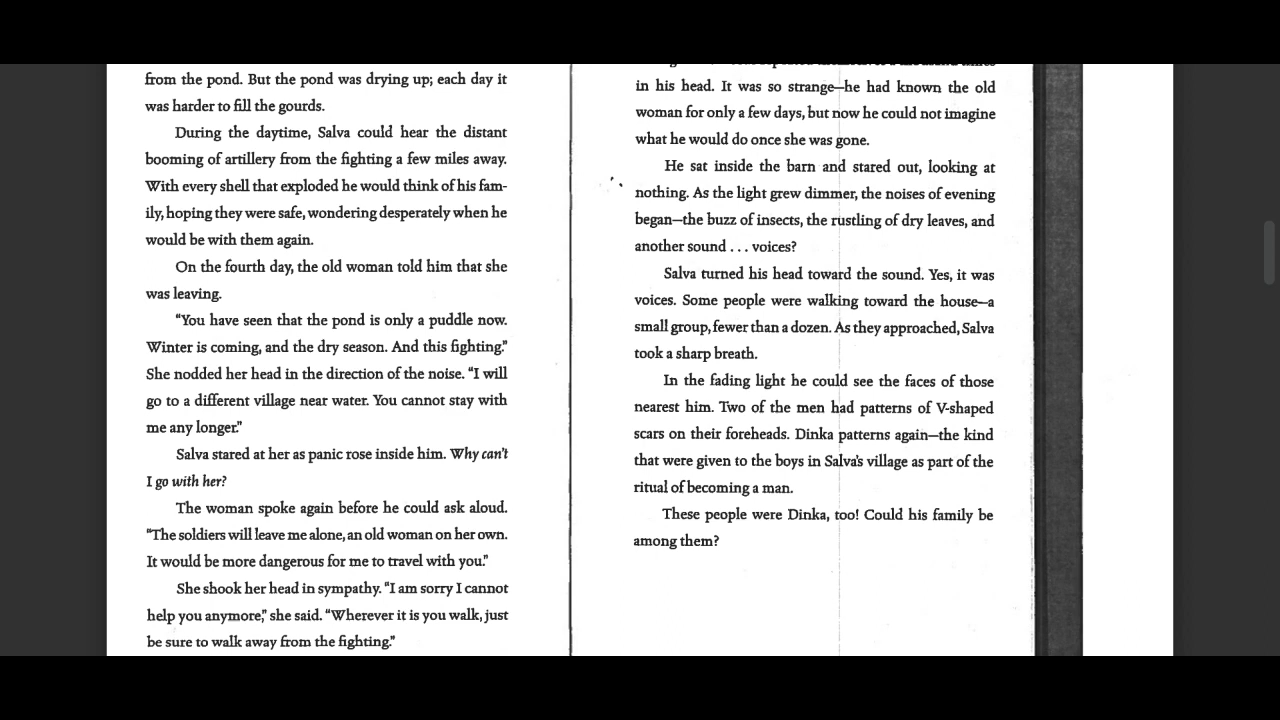 from the pond. But the pond was drying up; each day it
was harder to fill the gourds.
During the daytime, Salva could hear the distant
booming of artillery from the fighting a few miles away.
With every shell that exploded he would think of his fam-
ily, hoping they were safe, wondering desperately when he
would be with them again.
On the fourth day, the old woman told him that she
was leaving.
“You have seen that the pond is only a puddle now.
Winter is coming, and the dry season. And this fighting.”
She nodded her head in the direction of the noise. “I will
go to a different village near water. You cannot stay with
me any longer.”
Salva stared at her as panic rose inside him. Why can’t
I go with her?
The woman spoke again before he could ask aloud.
“The soldiers will leave me alone, an old woman on her own.
It would be more dangerous for me to travel with you.”
She shook her head in sympathy. “I am sorry I cannot
help you anymore,” she said. “Wherever it is you walk, just
be sure to walk away from the fighting.”
in his head. It was so strange—he had known the old
woman for only a few days, but now he could not imagine
what he would do once she was gone.
He sat inside the barn and stared out, looking at
nothing. As the light grew dimmer, the noises of evening
began—the buzz of insects, the rustling of dry leaves, and
another sound . . . voices?
Salva turned his head toward the sound. Yes, it was
voices. Some people were walking toward the house—a
small group, fewer than a dozen. As they approached, Salva
took a sharp breath.
In the fading light he could see the faces of those
nearest him. Two of the men had patterns of V-shaped
scars on their foreheads. Dinka patterns again—the kind
that were given to the boys in Salva’s village as part of the
ritual of becoming a man.
These people were Dinka, too! Could his family be
among them?